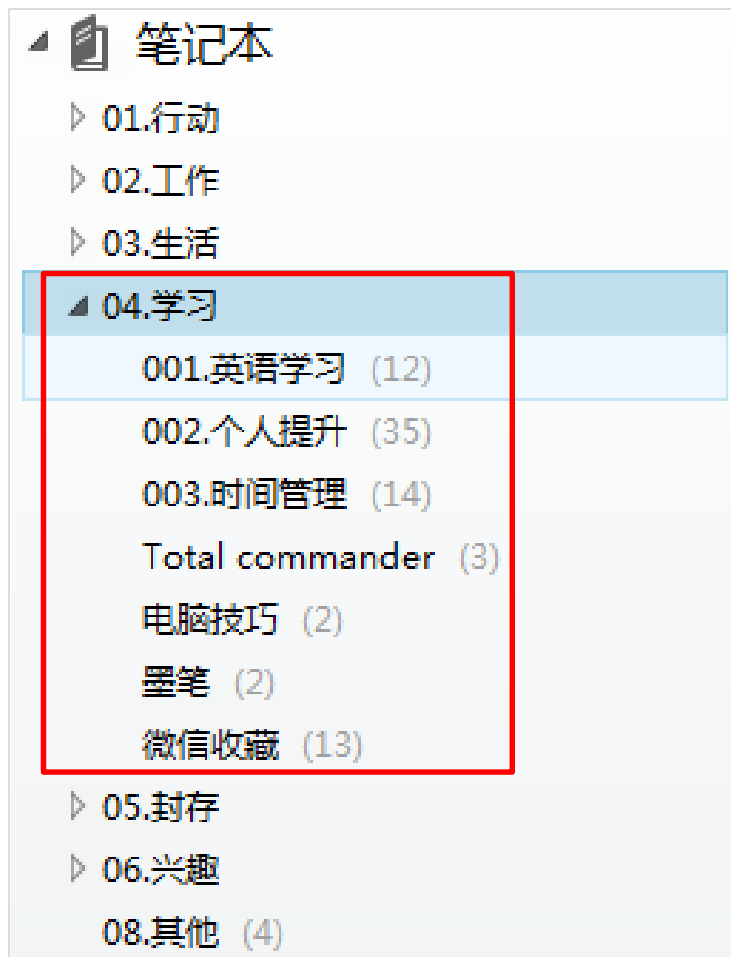 笔记本
01.行动
02.工作
03.生活
04.学习
001.英语学习 (12)
002.个人提升 (35)
003.时间管理 (14)
Total commander (3)
电脑技巧 (2)
墨笔 (2)
微信收藏 (13)
05.封存
06.兴趣
08.其他 (4)